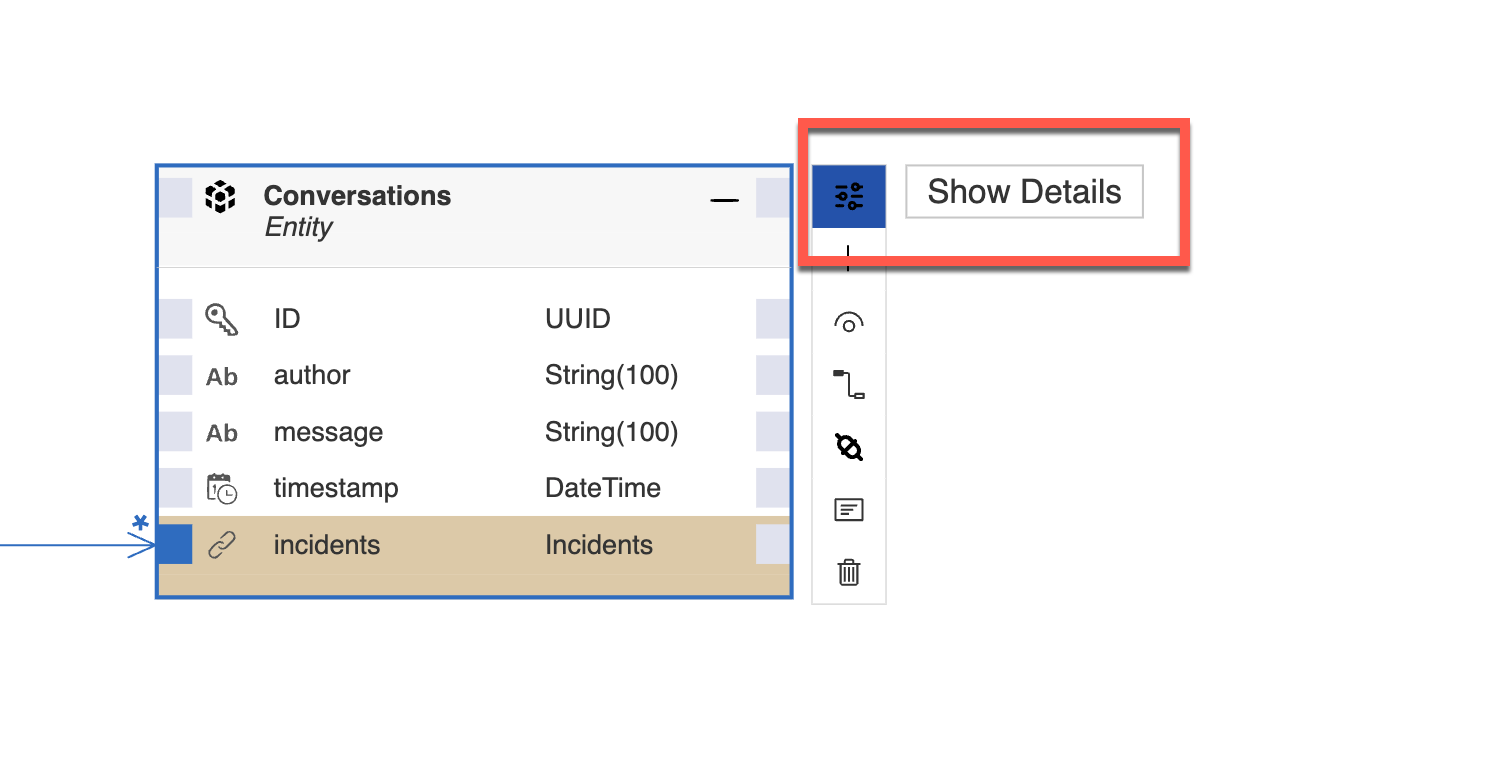 Conversations
Entity
Show Details
ID UUID
Ab author String(100)
Ab message String(100)
timestamp DateTime
* incidents Incidents